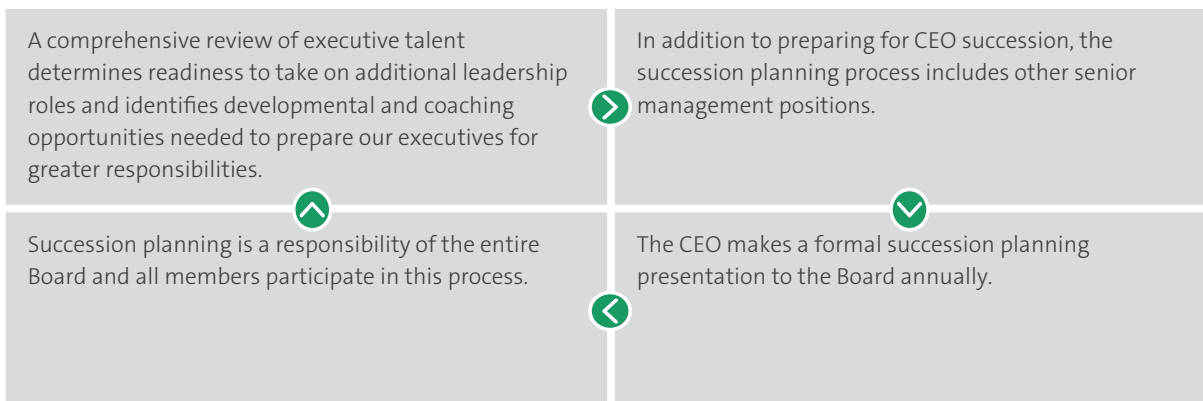 A comprehensive review of executive talent
determines readiness to take on additional leadership
roles and identifies developmental and coaching
opportunities needed to prepare our executives for
greater responsibilities.
In addition to preparing for CEO succession, the
succession planning process includes other senior
management positions.
Succession planning is a responsibility of the entire
Board and all members participate in this process.
The CEO makes a formal succession planning
presentation to the Board annually.